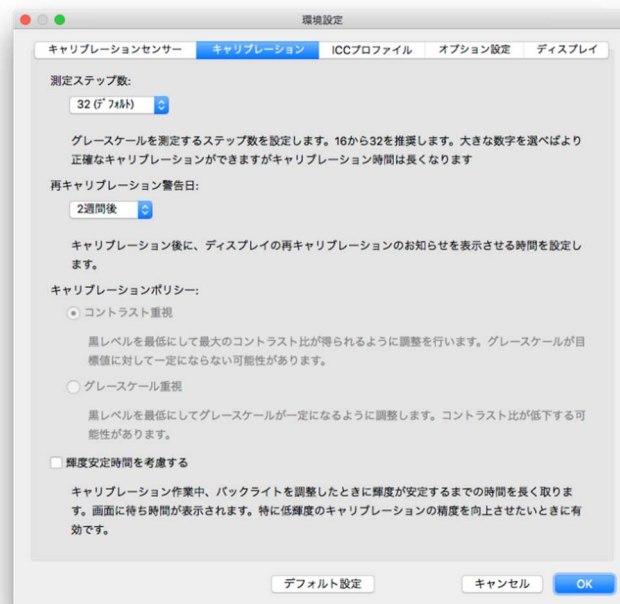 環境設定
キャリブレーションセンサー キャリブレーション ICCプロファイル オプション設定 ディスプレイ
測定ステップ数:
32 (ﾃﾞﾌｫﾙﾄ)
グレースケールを測定するステップ数を設定します。16から32を推奨します。大きな数字を選べばより
正確なキャリブレーションができますがキャリブレーション時間は長くなります
再キャリブレーション警告日:
2週間後
キャリブレーション後に、ディスプレイの再キャリブレーションのお知らせを表示させる時間を設定し
ます。
キャリブレーションポリシー:
コントラスト重視
黒レベルを最低にして最大のコントラスト比が得られるように調整を行います。グレースケールが目
標値に対して一定にならない可能性があります。
グレースケール重視
黒レベルを最低にしてグレースケールが一定になるように調整します。コントラスト比が低下する可
能性があります。
輝度安定時間を考慮する
キャリブレーション作業中、バックライトを調整したときに輝度が安定するまでの時間を長く取りま
す。画面に待ち時間が表示されます。特に低輝度のキャリブレーションの精度を向上させたいときに有
効です。
デフォルト設定 キャンセル OK